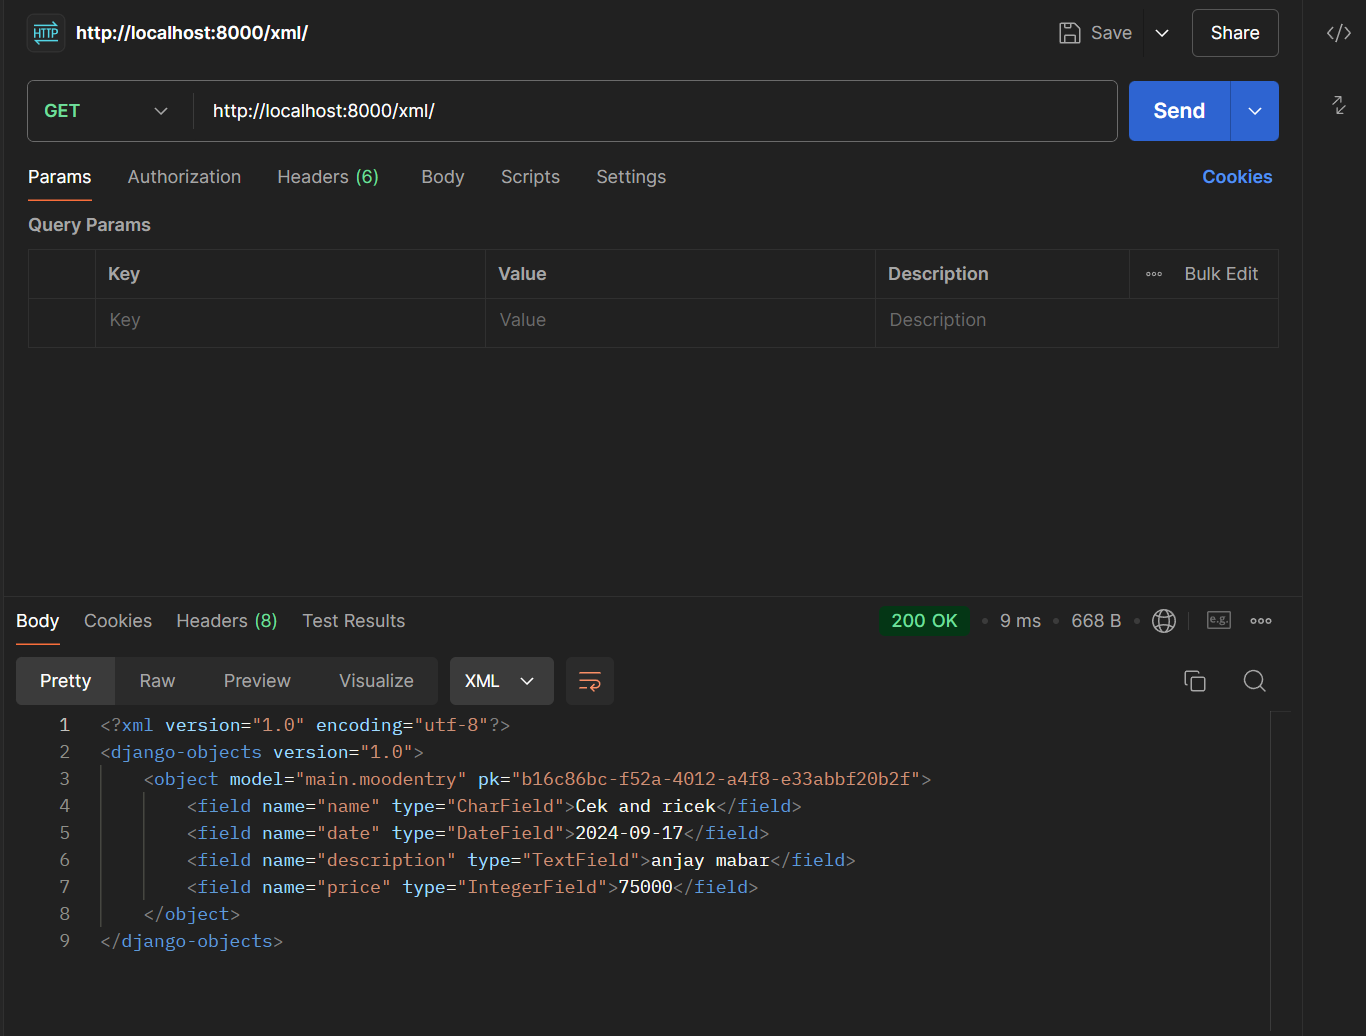 HTTP http://localhost:8000/xml/ Save Share
GET http://localhost:8000/xml/ Send
Params Authorization Headers (6) Body Scripts Settings Cookies
Query Params
Key Value Description Bulk Edit
Key Value Description
Body Cookies Headers (8) Test Results 200 OK 9 ms 668 B e.g.
Pretty Raw Preview Visualize XML
1 <?xml version="1.0" encoding="utf-8"?>
2 <django-objects version="1.0">
3 <object model="main.moodentry" pk="b16c86bc-f52a-4012-a4f8-e33abbf20b2f">
4 <field name="name" type="CharField">Cek and ricek</field>
5 <field name="date" type="DateField">2024-09-17</field>
6 <field name="description" type="TextField">anjay mabar</field>
7 <field name="price" type="IntegerField">75000</field>
8 </object>
9 </django-objects>